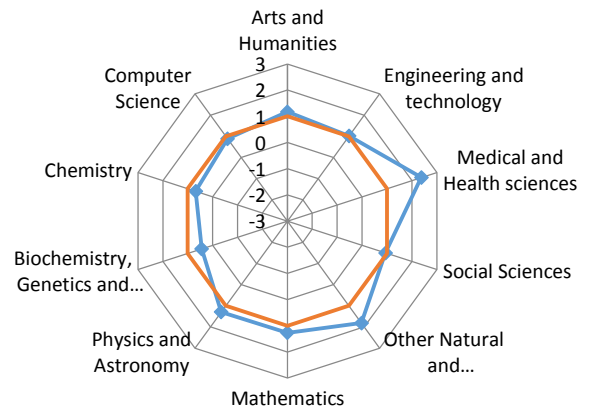 Arts and
Humanities
Engineering and
technology
Medical and
Health sciences
Social Sciences
Other Natural
and...
Mathematics
Physics and
Astronomy
Biochemistry,
Genetics and...
Chemistry
Computer
Science
3
2
1
0
-1
-2
-3